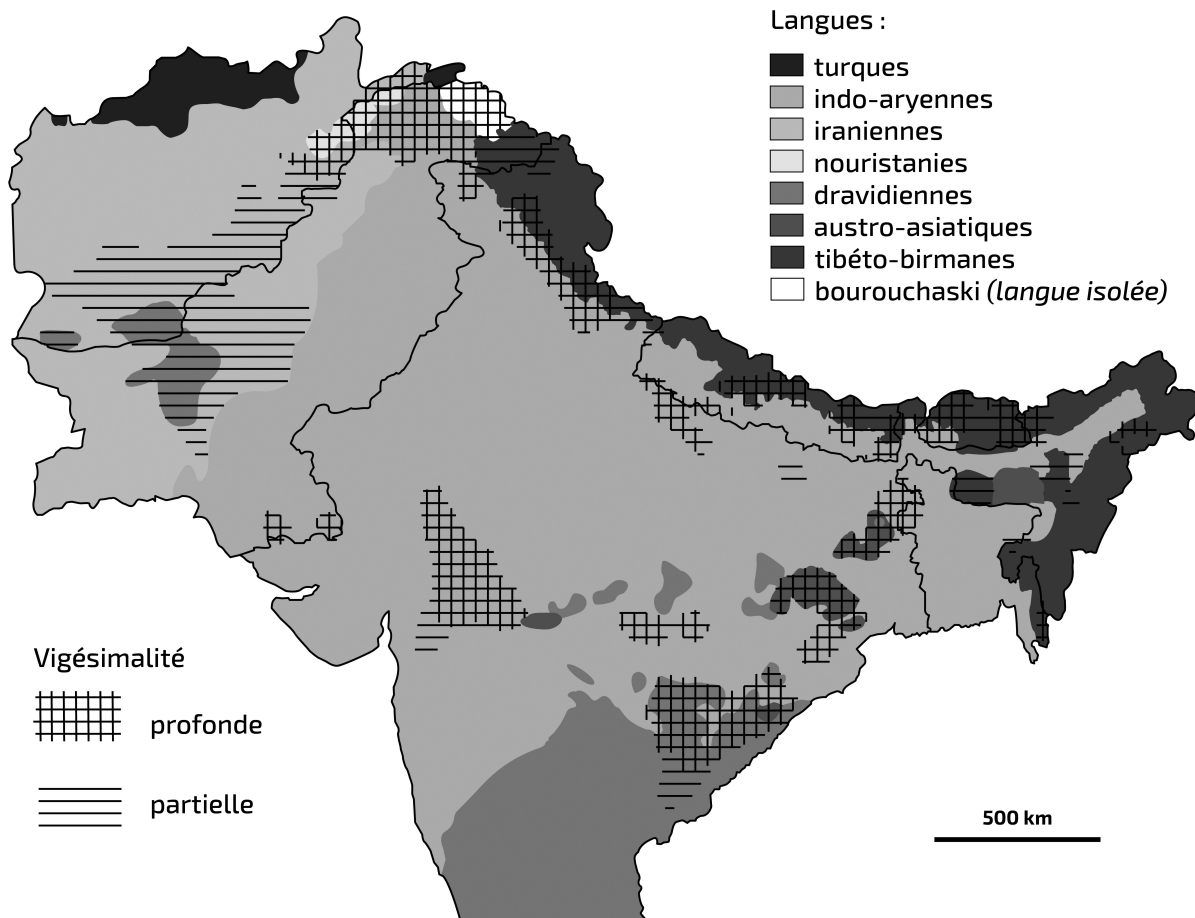 Langues :
turques
indo-aryennes
iraniennes
nouristanies
dravidiennes
austro-asiatiques
tibéto-birmanes
bourouchaski (langue isolée)
Vigésimalité
profonde
partielle
500 km